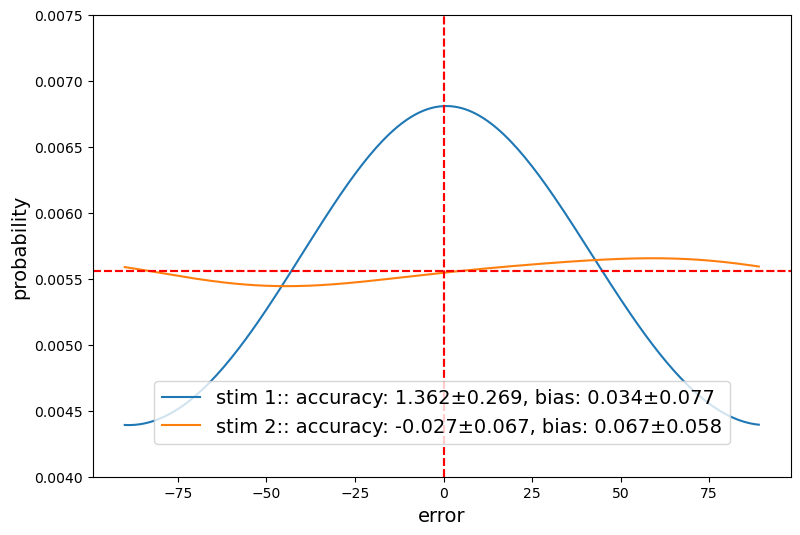 0.0075
0.0070
0.0065
0.0060
0.0055
0.0050
0.0045
0.0040
probability
stim 1:: accuracy: 1.362±0.269, bias: 0.034±0.077
stim 2:: accuracy: -0.027±0.067, bias: 0.067±0.058
−75 −50 −25 0 25 50 75
error